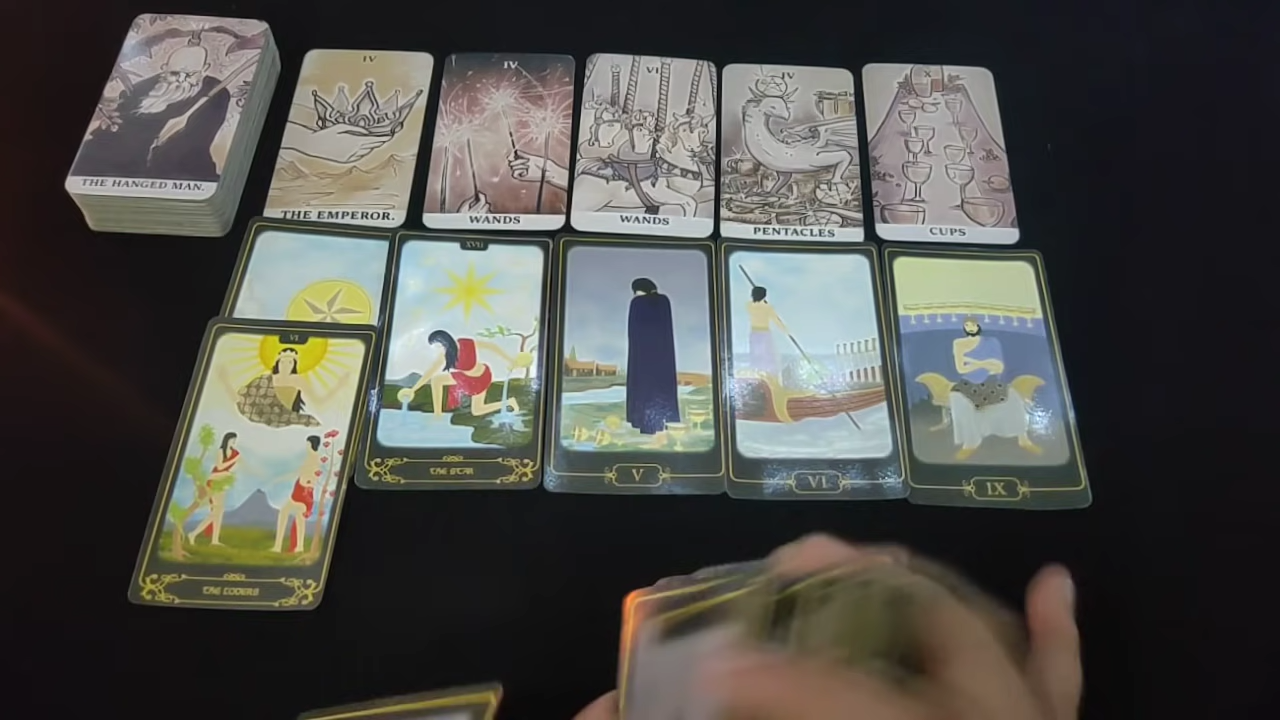 THE HANGED MAN.
IV
THE EMPEROR.
IV
WANDS
VI
WANDS
IV
PENTACLES
X
CUPS
XVII
THE STAR
V
VI
IX
VI
THE LOVERS